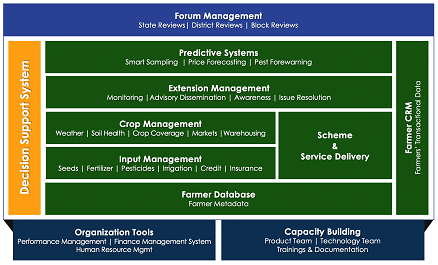 Forum Management
State Reviews| District Reviews | Block Reviews
Decision Support System
Predictive Systems
Smart Sampling | Price Forecasting | Pest Forewarning
Extension Management
Monitoring |Advisory Dissemination | Awareness | Issue Resolution
Crop Management
Weather | Soil Health | Crop Coverage | Markets |Warehousing
Input Management
Seeds | Fertilizer | Pesticides | Irrigation | Credit | Insurance
Scheme
&
Service Delivery
Farmer Database
Farmer Metadata
Farmer CRM
Farmers' Transactional Data
Organization Tools
Performance Management | Finance Management System
Human Resource Mgmt
Capacity Building
Product Team | Technology Team
Trainings & Documentation